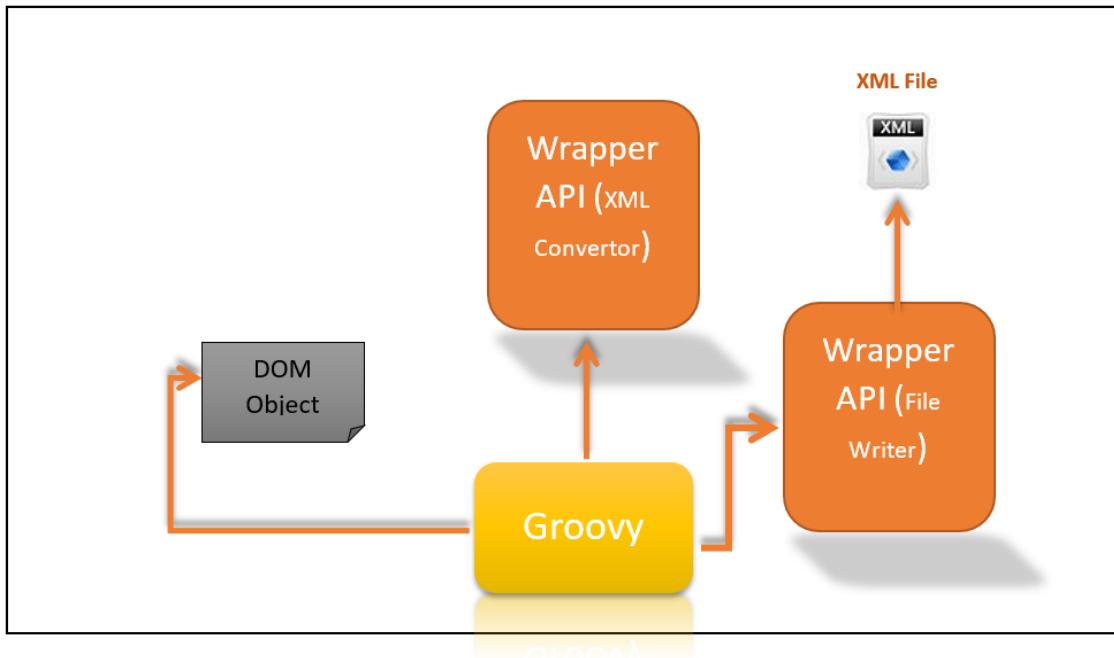 XML File
XML
Wrapper
API (XML
Convertor)
Wrapper
API (File
Writer)
DOM
Object
Groovy